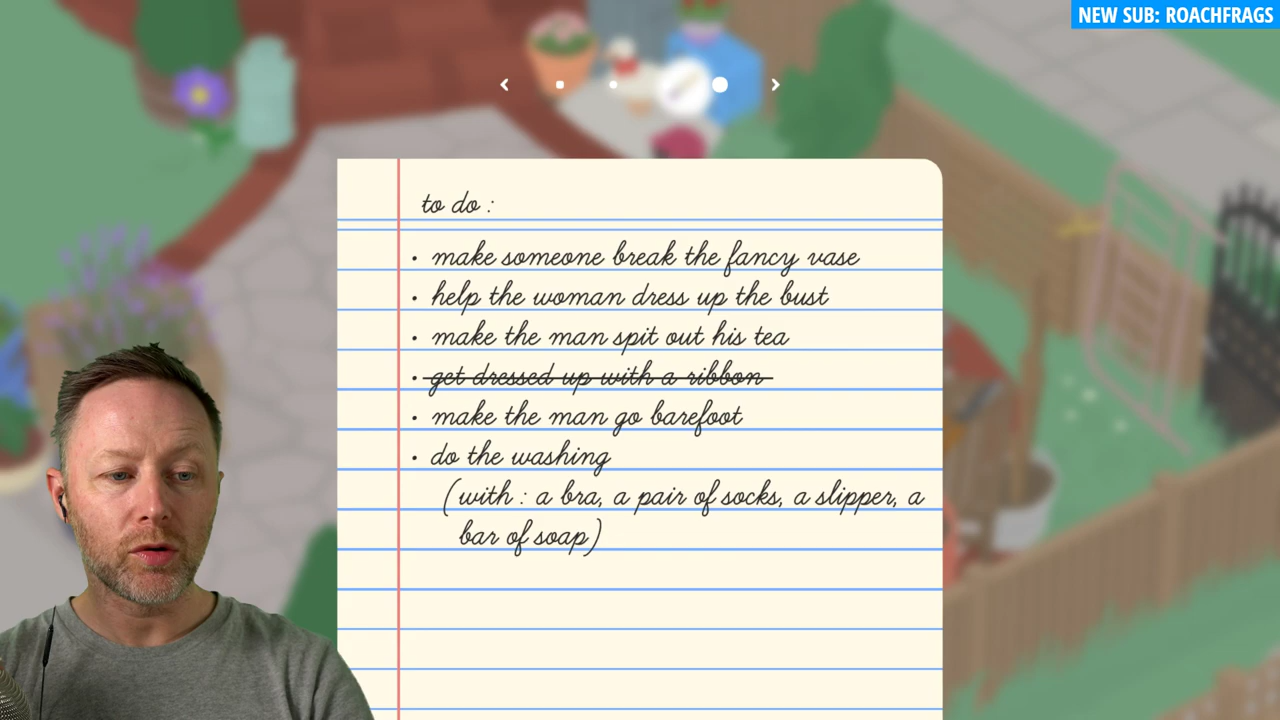 NEW SUB: ROACHFRAGS
to do :
• make someone break the fancy vase
• help the woman dress up the bust
• make the man spit out his tea
• get dressed up with a ribbon
• make the man go barefoot
• do the washing
(with : a bra, a pair of socks, a slipper, a
bar of soap)